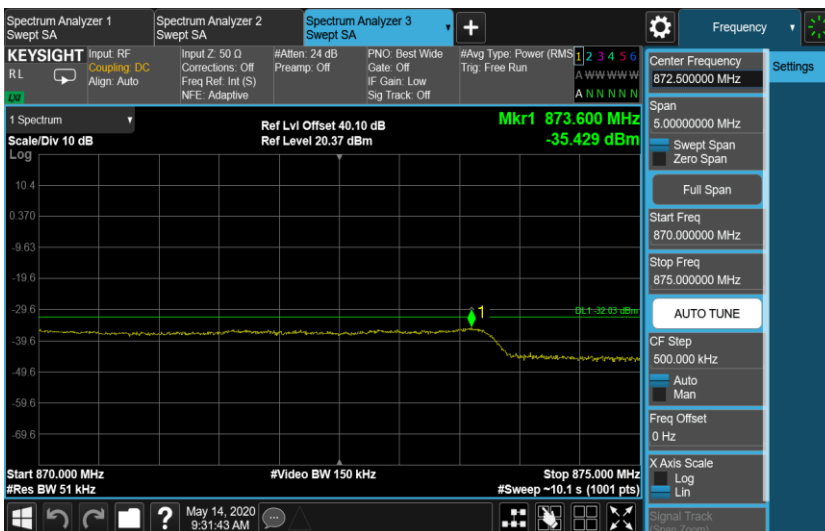 Spectrum Analyzer 1
Swept SA
Spectrum Analyzer 2
Swept SA
Spectrum Analyzer 3
Swept SA
Frequency
KEYSIGHT
RL
LXI
Input: RF
Coupling: DC
Align: Auto
Input Z: 50 Ω
Corrections: Off
Freq Ref: Int (S)
NFE: Adaptive
#Atten: 24 dB
Preamp: Off
PNO: Best Wide
Gate: Off
IF Gain: Low
Sig Track: Off
#Avg Type: Power (RMS
Trig: Free Run
1 2 3 4 5 6
A W W W W W
A N N N N N
1 Spectrum
Scale/Div 10 dB
Log
Ref Lvl Offset 40.10 dB
Ref Level 20.37 dBm
Mkr1 873.600 MHz
-35.429 dBm
10.4
0.370
-9.63
-19.6
-29.6
-39.6
-49.6
-59.6
-69.6
1
DL1 -32.03 dBm
Start 870.000 MHz
#Res BW 51 kHz
#Video BW 150 kHz
Stop 875.000 MHz
#Sweep ~10.1 s (1001 pts)
May 14, 2020
9:31:43 AM
Center Frequency
872.500000 MHz
Settings
Span
5.00000000 MHz
Swept Span
Zero Span
Full Span
Start Freq
870.000000 MHz
Stop Freq
875.000000 MHz
AUTO TUNE
CF Step
500.000 kHz
Auto
Man
Freq Offset
0 Hz
X Axis Scale
Log
Lin
Signal Track
(Span Zoom)